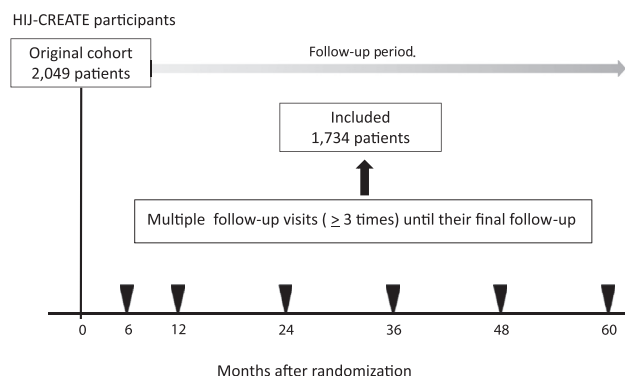 HIJ-CREATE participants
Original cohort
2,049 patients
Follow-up period.
Included
1,734 patients
Multiple follow-up visits ( ≥ 3 times) until their final follow-up
0 6 12 24 36 48 60
Months after randomization